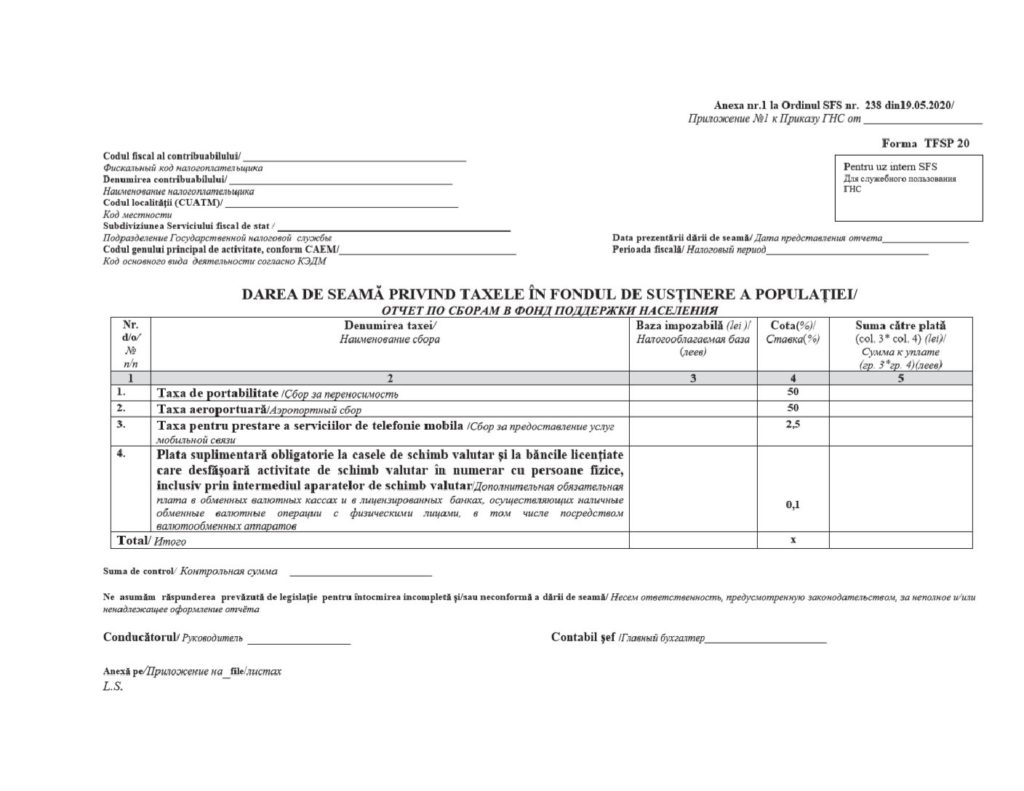 Anexa nr.1 la Ordinul SFS nr. 238 din19.05.2020/
Приложение №1 к Приказу ГНС от ____________________
Forma TFSP 20
Pentru uz intern SFS
Для служебного пользования
ГНС
Codul fiscal al contribuabilului/ ____________________
Фискальный код налогоплательщика
Denumirea contribuabilului/ ____________________
Наименование налогоплательщика
Codul localității (CUATM)/ ____________________
Код местности
Subdiviziunea Serviciului fiscal de stat / ____________________
Подразделение Государственной налоговой службы
Codul genului principal de activitate, conform CAEM/____________________
Код основного вида деятельности согласно КЭДМ
Data prezentării dării de seamă/ Дата представления отчета____________________
Perioada fiscală/ Налоговый период____________________
DAREA DE SEAMĂ PRIVIND TAXELE ÎN FONDUL DE SUSȚINERE A POPULAȚIEI/
ОТЧЕТ ПО СБОРАМ В ФОНД ПОДДЕРЖКИ НАСЕЛЕНИЯ
Nr.
d/o/
№
п/п
Denumirea taxei/
Наименование сбора
Baza impozabilă (lei )/
Налогооблагаемая база
(леев)
Cota(%)/
Ставка(%)
Suma către plată
(col. 3* col. 4) (lei)/
Сумма к уплате
(гр. 3*гр. 4)(леев)
1 2 3 4 5
1. Taxa de portabilitate /Сбор за переносимость 50
2. Taxa aeroportuară/Аэропортный сбор 50
3. Taxa pentru prestare a serviciilor de telefonie mobila /Сбор за предоставление услуг 2,5
мобильной связи
4. Plata suplimentară obligatorie la casele de schimb valutar și la băncile licențiate
care desfășoară activitate de schimb valutar în numerar cu persoane fizice,
inclusiv prin intermediul aparatelor de schimb valutar/Дополнительная обязательная
плата в обменных валютных кассах и в лицензированных банках, осуществляющих наличные
обменные валютные операции с физическими лицами, в том числе посредством
валютообменных аппаратов
0,1
Total/ Итого x
Suma de control/ Контрольная сумма ____________________
Ne asumăm răspunderea prevăzută de legislație pentru întocmirea incompletă și/sau neconformă a dării de seamă/ Несем ответственность, предусмотренную законодательством, за неполное и/или
ненадлежащее оформление отчёта
Conducătorul/ Руководитель ____________________
Contabil șef /Главный бухгалтер____________________
Anexă pe/Приложение на_file/листах
L.S.